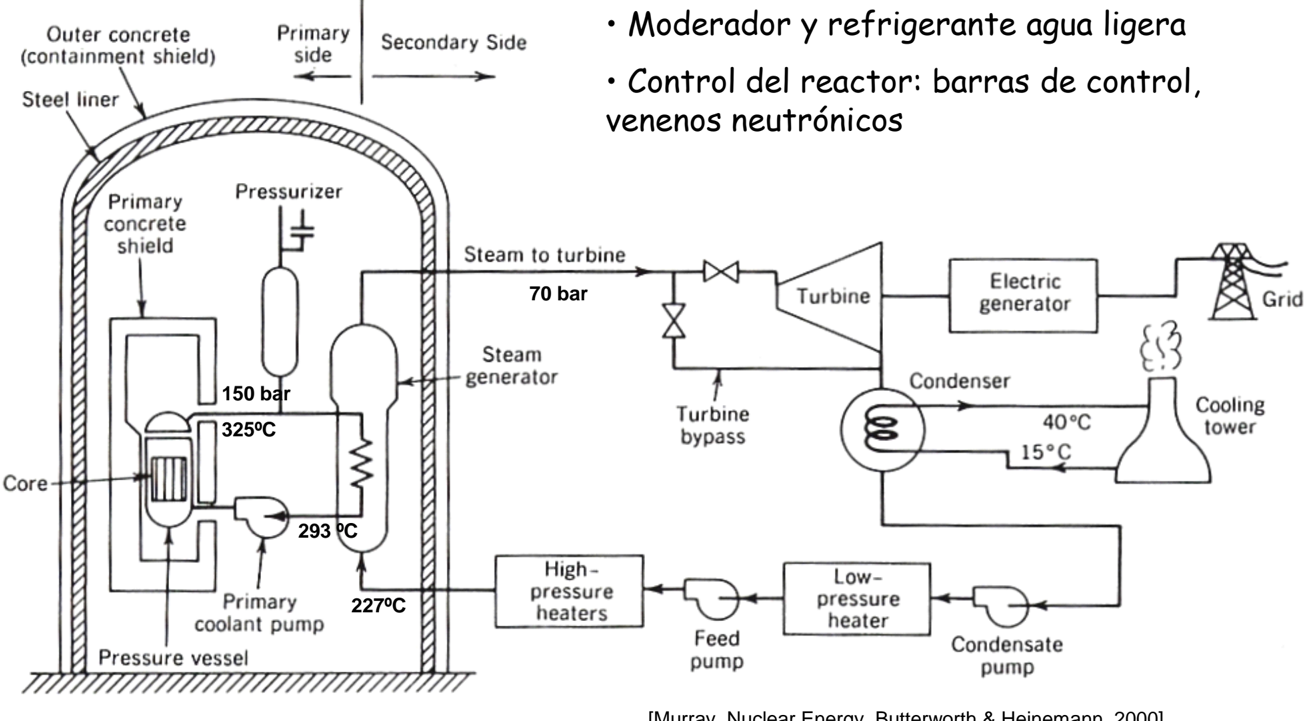 • Moderador y refrigerante agua ligera
• Control del reactor: barras de control,
venenos neutrónicos
Outer concrete
(containment shield)
Steel liner
Primary
side
Secondary Side
Primary
concrete
shield
Pressurizer
Steam to turbine
70 bar
Turbine
Electric
generator
Grid
Steam
generator
150 bar
325ºC
Turbine
bypass
Condenser
40°C
15°C
Cooling
tower
Core
293 ºC
227ºC
Primary
coolant pump
Pressure vessel
High-
pressure
heaters
Feed
pump
Low-
pressure
heater
Condensate
pump
[Murray, Nuclear Energy, Butterworth & Heinemann, 2000]